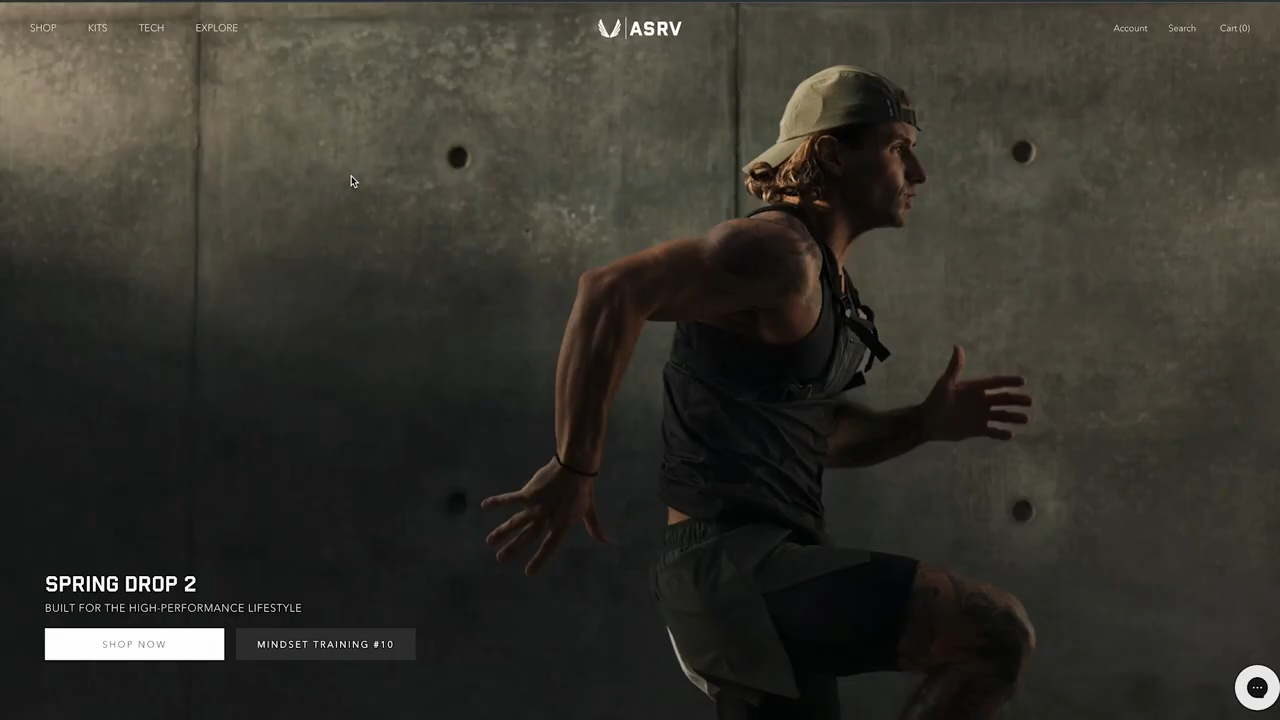 SHOP KITS TECH EXPLORE ASRV Account Search Cart (0)
SPRING DROP 2
BUILT FOR THE HIGH-PERFORMANCE LIFESTYLE
SHOP NOW MINDSET TRAINING #10